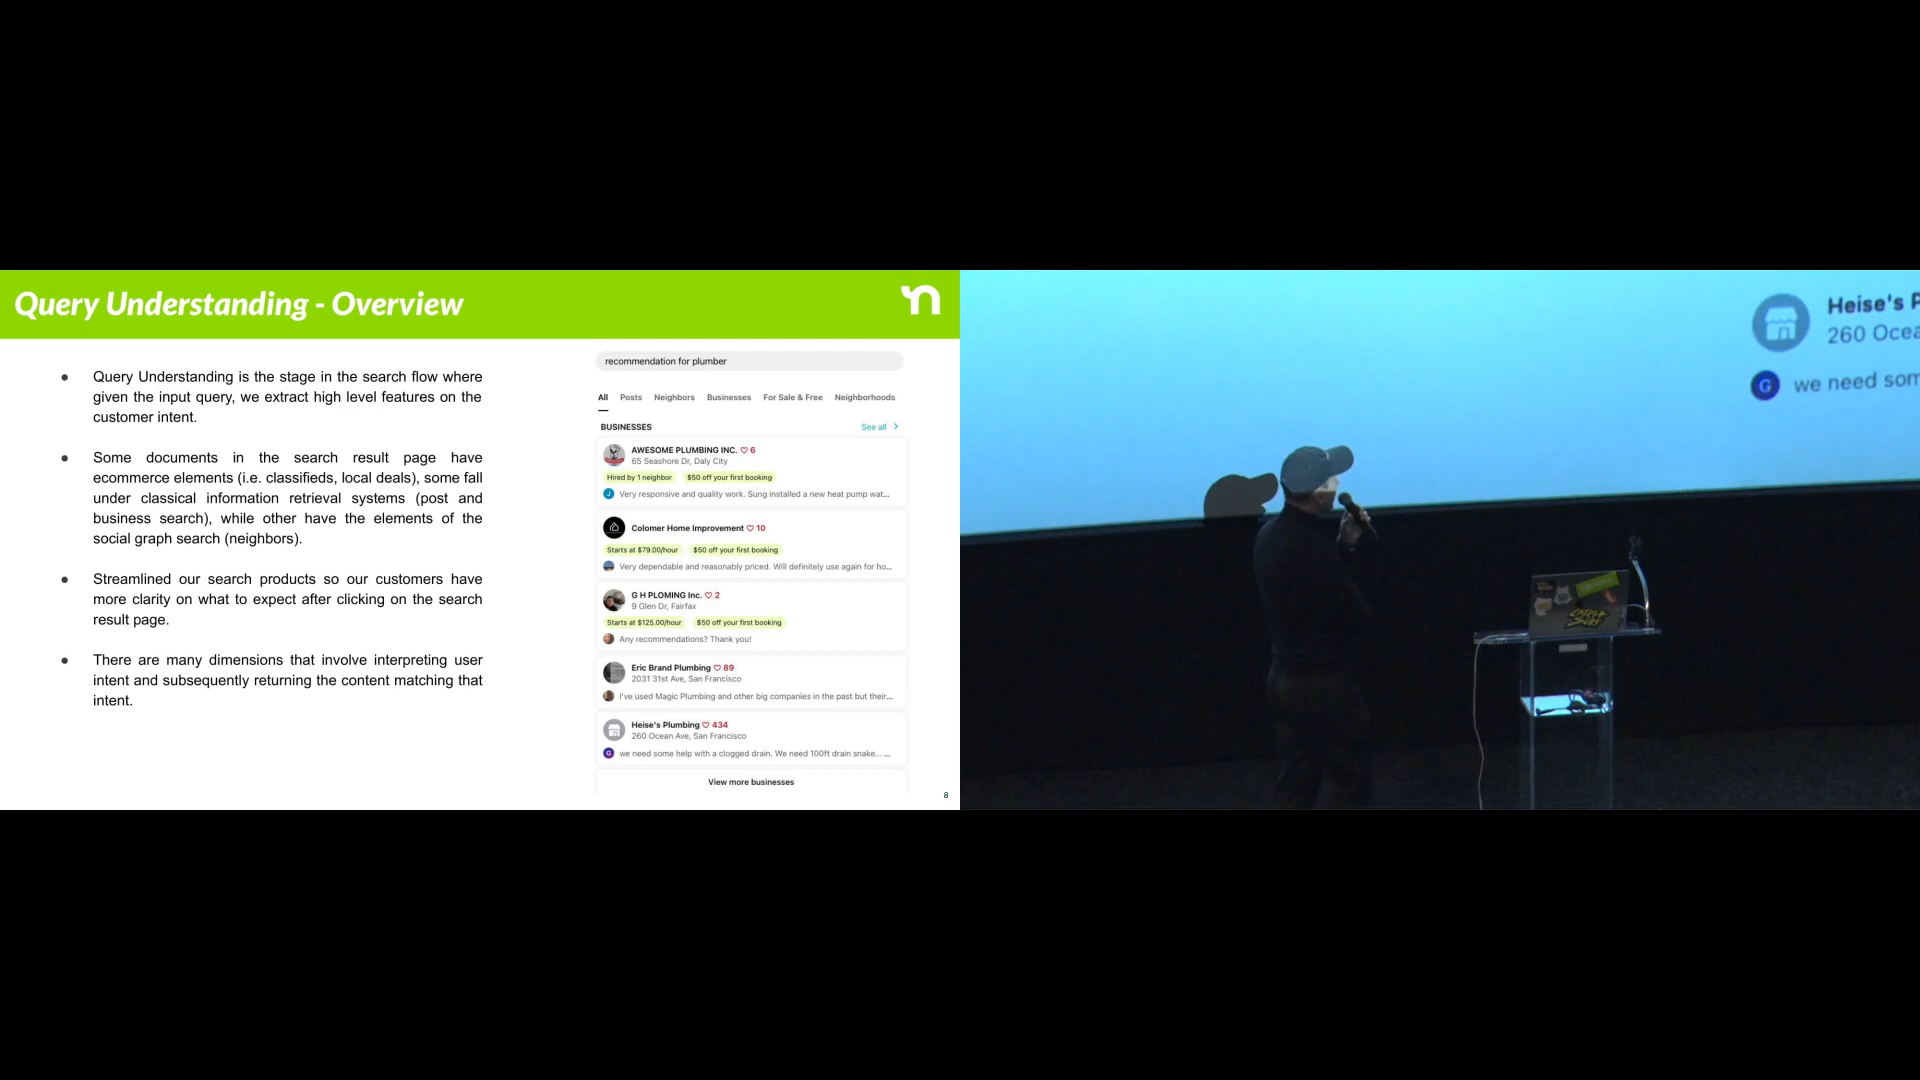 Query Understanding - Overview
● Query Understanding is the stage in the search flow where
given the input query, we extract high level features on the
customer intent.
● Some documents in the search result page have
ecommerce elements (i.e. classifieds, local deals), some fall
under classical information retrieval systems (post and
business search), while other have the elements of the
social graph search (neighbors).
● Streamlined our search products so our customers have
more clarity on what to expect after clicking on the search
result page.
● There are many dimensions that involve interpreting user
intent and subsequently returning the content matching that
intent.
recommendation for plumber
All Posts Neighbors Businesses For Sale & Free Neighborhoods
BUSINESSES See all >
AWESOME PLUMBING INC. ♡ 6
65 Seashore Dr, Daly City
Hired by 1 neighbor $50 off your first booking
J Very responsive and quality work. Sung installed a new heat pump wat...
Colomer Home Improvement ♡ 10
Starts at $79.00/hour $50 off your first booking
Very dependable and reasonably priced. Will definitely use again for ho...
G H PLOMING Inc. ♡ 2
9 Glen Dr, Fairfax
Starts at $125.00/hour $50 off your first booking
Any recommendations? Thank you!
Eric Brand Plumbing ♡ 89
2031 31st Ave, San Francisco
I've used Magic Plumbing and other big companies in the past but their...
Heise's Plumbing ♡ 434
260 Ocean Ave, San Francisco
G we need some help with a clogged drain. We need 100ft drain snake... ...
View more businesses
8
Heise's P
260 Ocea
G we need som